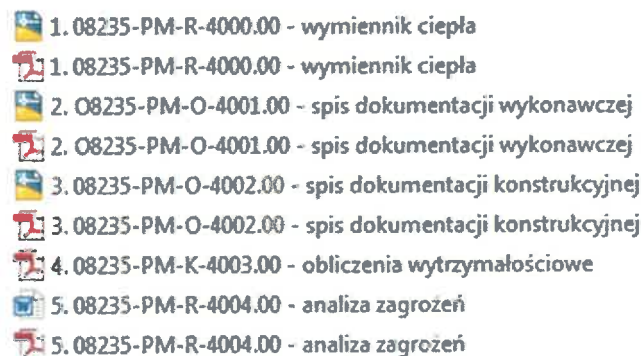 1. 08235-PM-R-4000.00 - wymiennik ciepła
1. 08235-PM-R-4000.00 - wymiennik ciepła
2. O8235-PM-O-4001.00 - spis dokumentacji wykonawczej
2. O8235-PM-O-4001.00 - spis dokumentacji wykonawczej
3. 08235-PM-O-4002.00 - spis dokumentacji konstrukcyjnej
3. 08235-PM-O-4002.00 - spis dokumentacji konstrukcyjnej
4. 08235-PM-K-4003.00 - obliczenia wytrzymałościowe
5. 08235-PM-R-4004.00 - analiza zagrożeń
5. 08235-PM-R-4004.00 - analiza zagrożeń